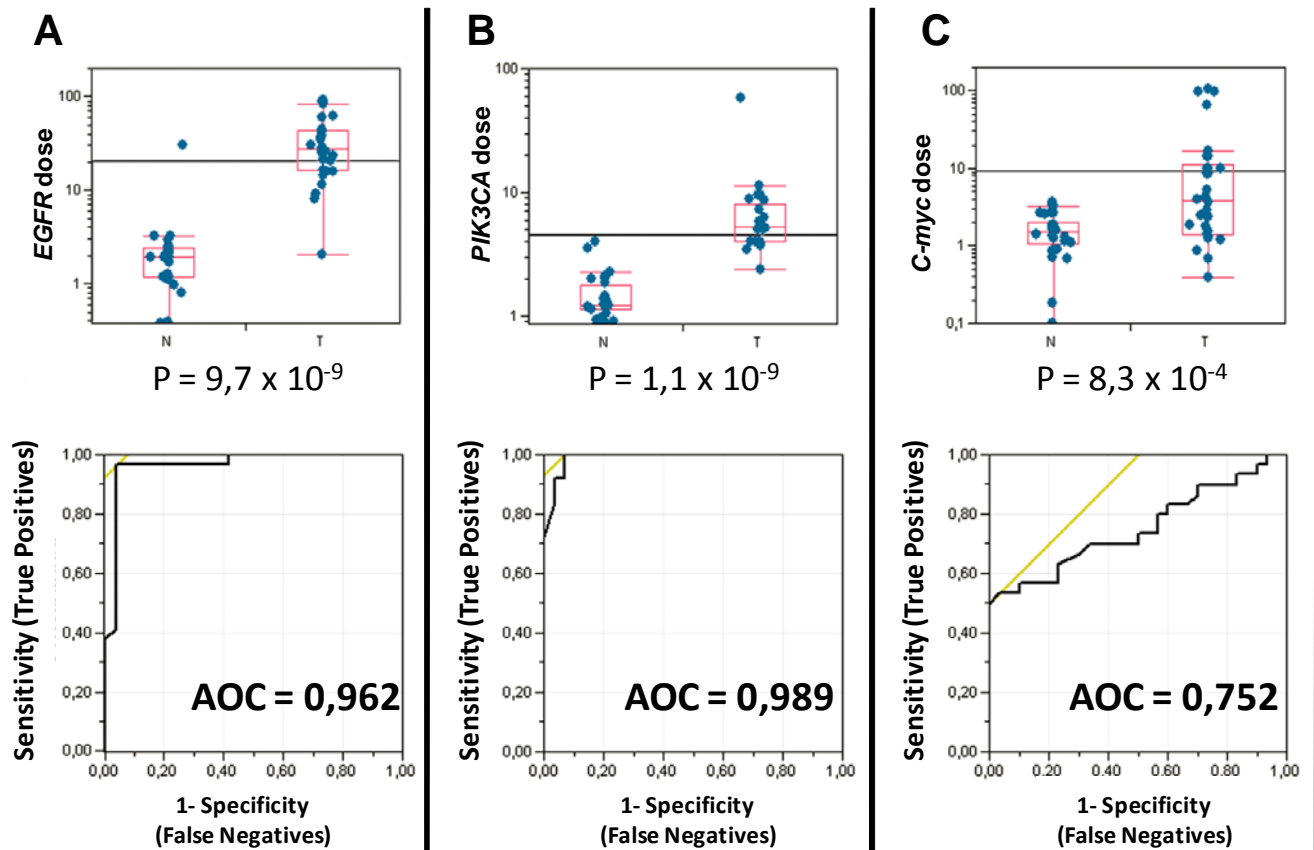 A
EGFR dose
100
10
1
N
T
P = 9,7 x 10-9
Sensitivity (True Positives)
1,00
0,80
0,60
0,40
0,20
0,00
0,00 0,20 0,40 0,60 0,80 1,00
AOC = 0,962
1- Specificity
(False Negatives)
B
PIK3CA dose
100
10
1
N
T
P = 1,1 x 10-9
Sensitivity (True Positives)
1,00
0,80
0,60
0,40
0,20
0,00
0,00 0,20 0,40 0,60 0,80 1,00
AOC = 0,989
1- Specificity
(False Negatives)
C
C-myc dose
100
10
1
0,1
N
T
P = 8,3 x 10-4
Sensitivity (True Positives)
1,00
0,80
0,60
0,40
0,20
0,00
0,00 0.20 0.40 0.60 0.80 1,00
AOC = 0,752
1- Specificity
(False Negatives)